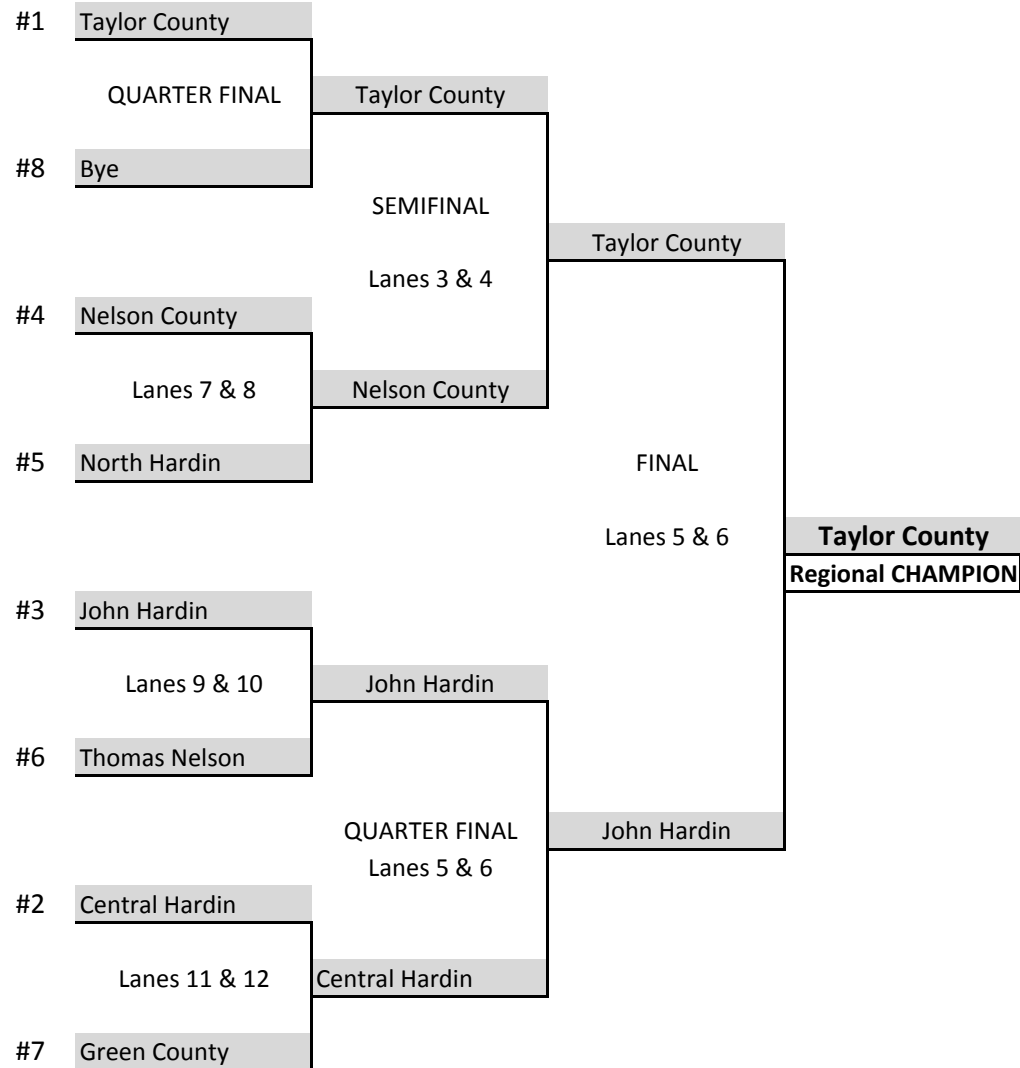 #1 Taylor County
QUARTER FINAL Taylor County
#8 Bye
SEMIFINAL
Taylor County
Lanes 3 & 4
#4 Nelson County
Lanes 7 & 8 Nelson County
#5 North Hardin FINAL
Lanes 5 & 6 Taylor County
Regional CHAMPION
#3 John Hardin
Lanes 9 & 10 John Hardin
#6 Thomas Nelson
QUARTER FINAL John Hardin
Lanes 5 & 6
#2 Central Hardin
Lanes 11 & 12 Central Hardin
#7 Green County